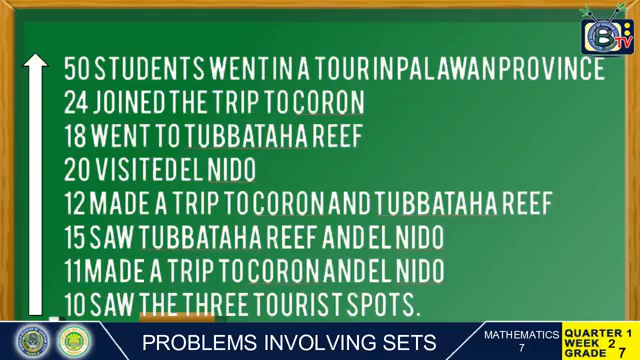 50 STUDENTS WENT IN A TOUR IN PALAWAN PROVINCE
24 JOINED THE TRIP TO CORON
18 WENT TO TUBBATAHA REEF
20 VISITED EL NIDO
12 MADE A TRIP TO CORON AND TUBBATAHA REEF
15 SAW TUBBATAHA REEF AND EL NIDO
11 MADE A TRIP TO CORON AND EL NIDO
10 SAW THE THREE TOURIST SPOTS.
PROBLEMS INVOLVING SETS
MATHEMATICS
7
QUARTER 1
WEEK 2
GRADE 7
B
TV